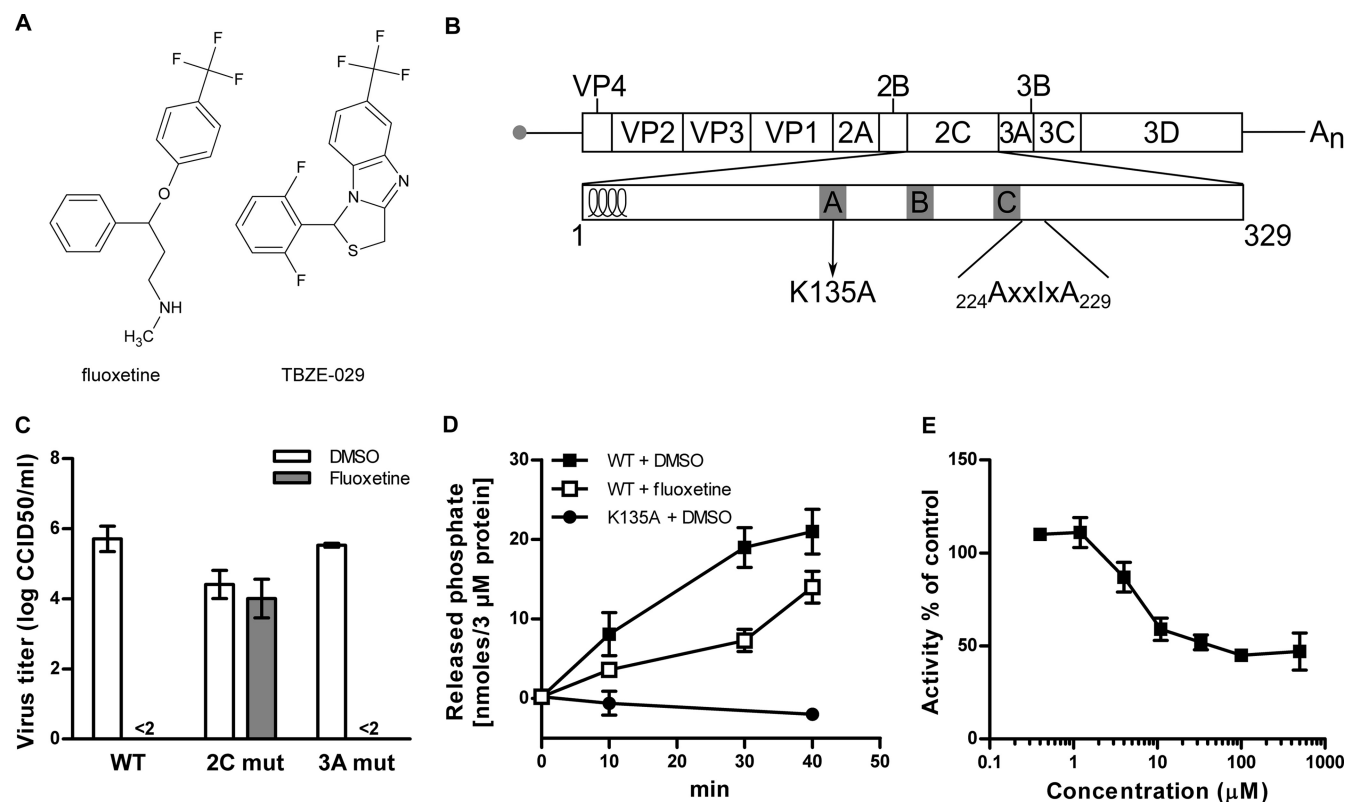 A
F
F
F
O
NH
H3C
fluoxetine
F
F
F
F
N
N
S
F
TBZE-029
B
VP4
2B
3B
VP2 VP3 VP1 2A 2C 3A 3C 3D
An
A B C
1
329
K135A
224AxxIxA229
C
Virus titer (log CCID50/ml)
8
6
4
2
0
DMSO
Fluoxetine
<2
<2
WT 2C mut 3A mut
D
Released phosphate
[nmoles/3 μM protein]
30
20
10
0
WT + DMSO
WT + fluoxetine
K135A + DMSO
0 10 20 30 40 50
min
E
Activity % of control
150
100
50
0
0.1 1 10 100 1000
Concentration (μM)